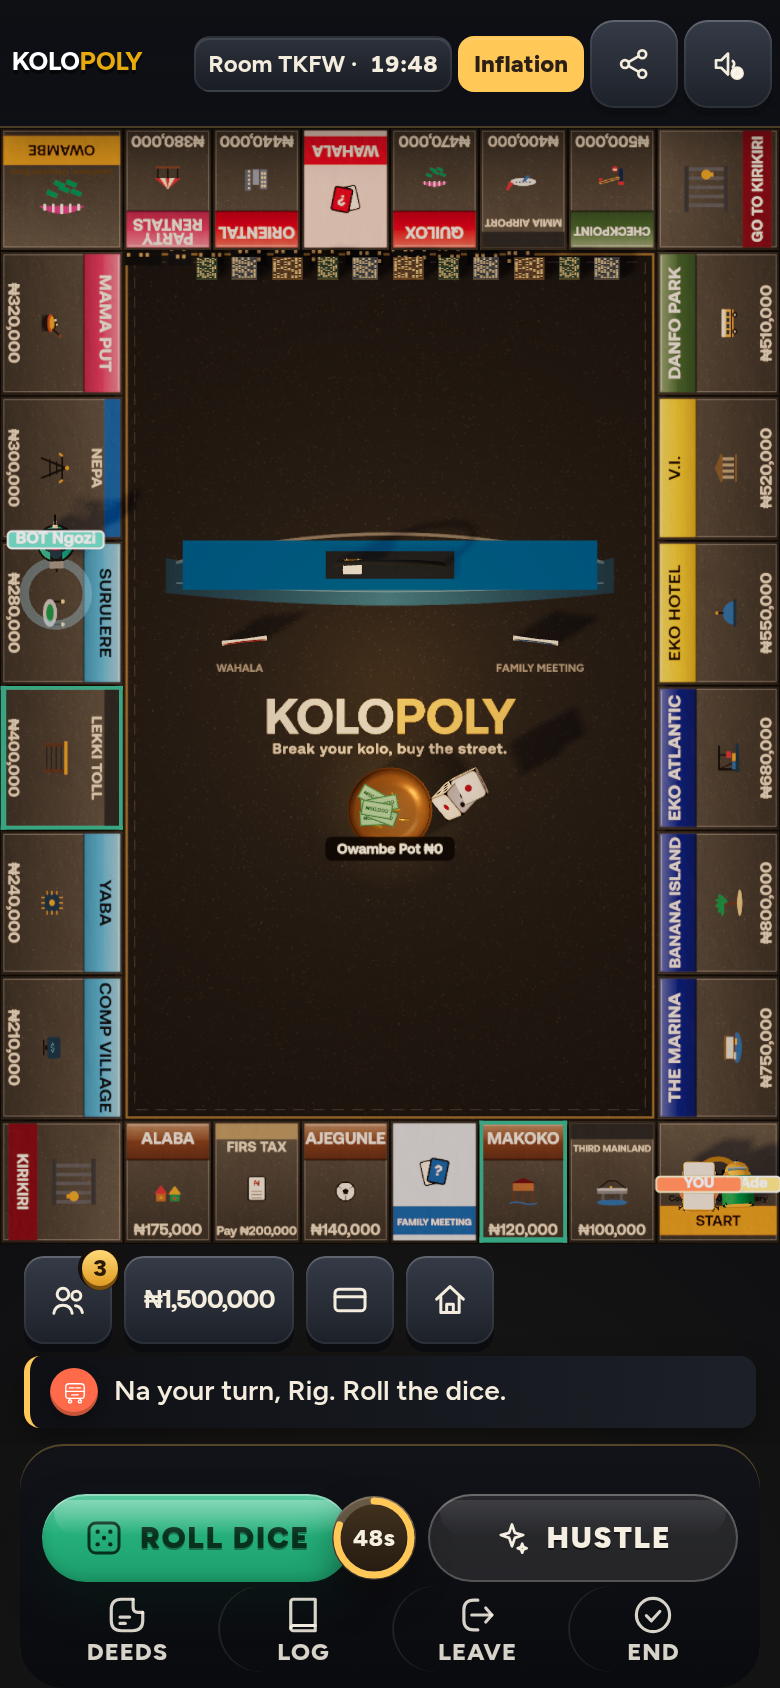 KOLOPOLY
Room TKFW · 19:48
Inflation
OWAMBE
₦380,000
PARTY RENTALS
₦440,000
ORIENTAL
WAHALA
?
₦470,000
QUILOX
₦400,000
MMIA AIRPORT
₦500,000
CHECKPOINT
GO TO KIRIKIRI
MAMA PUT
₦320,000
NEPA
₦300,000
BOT Ngozi
SURULERE
₦280,000
LEKKI TOLL
₦400,000
YABA
₦240,000
COMP VILLAGE
₦210,000
DANFO PARK
₦510,000
V.I.
₦520,000
EKO HOTEL
₦550,000
EKO ATLANTIC
₦680,000
BANANA ISLAND
₦800,000
THE MARINA
₦750,000
WAHALA
FAMILY MEETING
KOLOPOLY
Break your kolo, buy the street.
Owambe Pot ₦0
KIRIKIRI
ALABA
₦175,000
FIRS TAX
Pay ₦200,000
AJEGUNLE
₦140,000
?
FAMILY MEETING
MAKOKO
₦120,000
THIRD MAINLAND
₦100,000
YOU
Ade
START
3
₦1,500,000
Na your turn, Rig. Roll the dice.
ROLL DICE
48s
HUSTLE
DEEDS
LOG
LEAVE
END